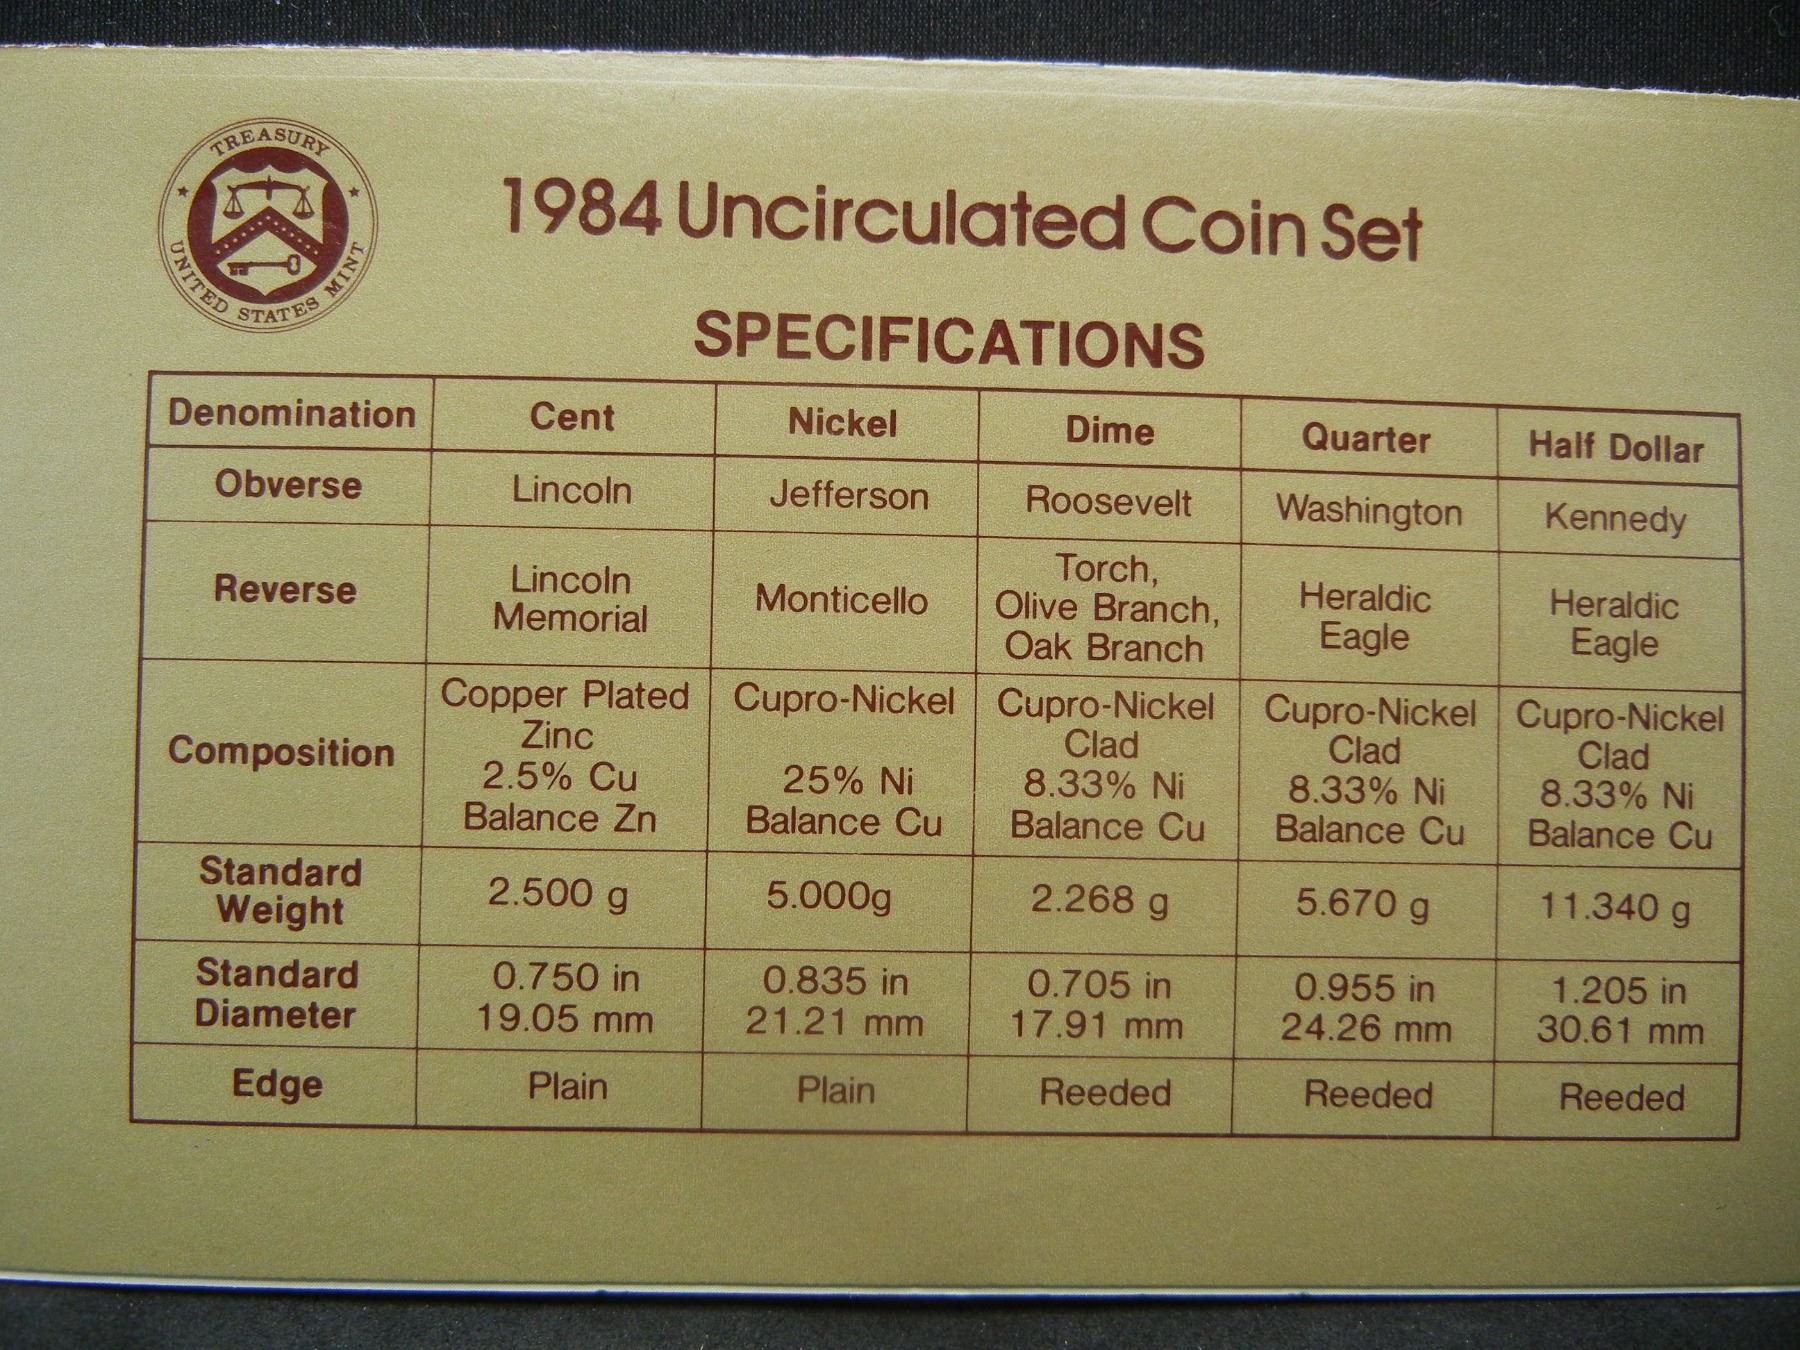 TREASURY
UNITED STATES MINT
1984 Uncirculated Coin Set
SPECIFICATIONS
Denomination Cent Nickel Dime Quarter Half Dollar
Obverse Lincoln Jefferson Roosevelt Washington Kennedy
Reverse Lincoln Memorial Monticello Torch, Olive Branch, Oak Branch Heraldic Eagle Heraldic Eagle
Composition Copper Plated Zinc 2.5% Cu Balance Zn Cupro-Nickel 25% Ni Balance Cu Cupro-Nickel Clad 8.33% Ni Balance Cu Cupro-Nickel Clad 8.33% Ni Balance Cu Cupro-Nickel Clad 8.33% Ni Balance Cu
Standard Weight 2.500 g 5.000g 2.268 g 5.670 g 11.340 g
Standard Diameter 0.750 in 19.05 mm 0.835 in 21.21 mm 0.705 in 17.91 mm 0.955 in 24.26 mm 1.205 in 30.61 mm
Edge Plain Plain Reeded Reeded Reeded